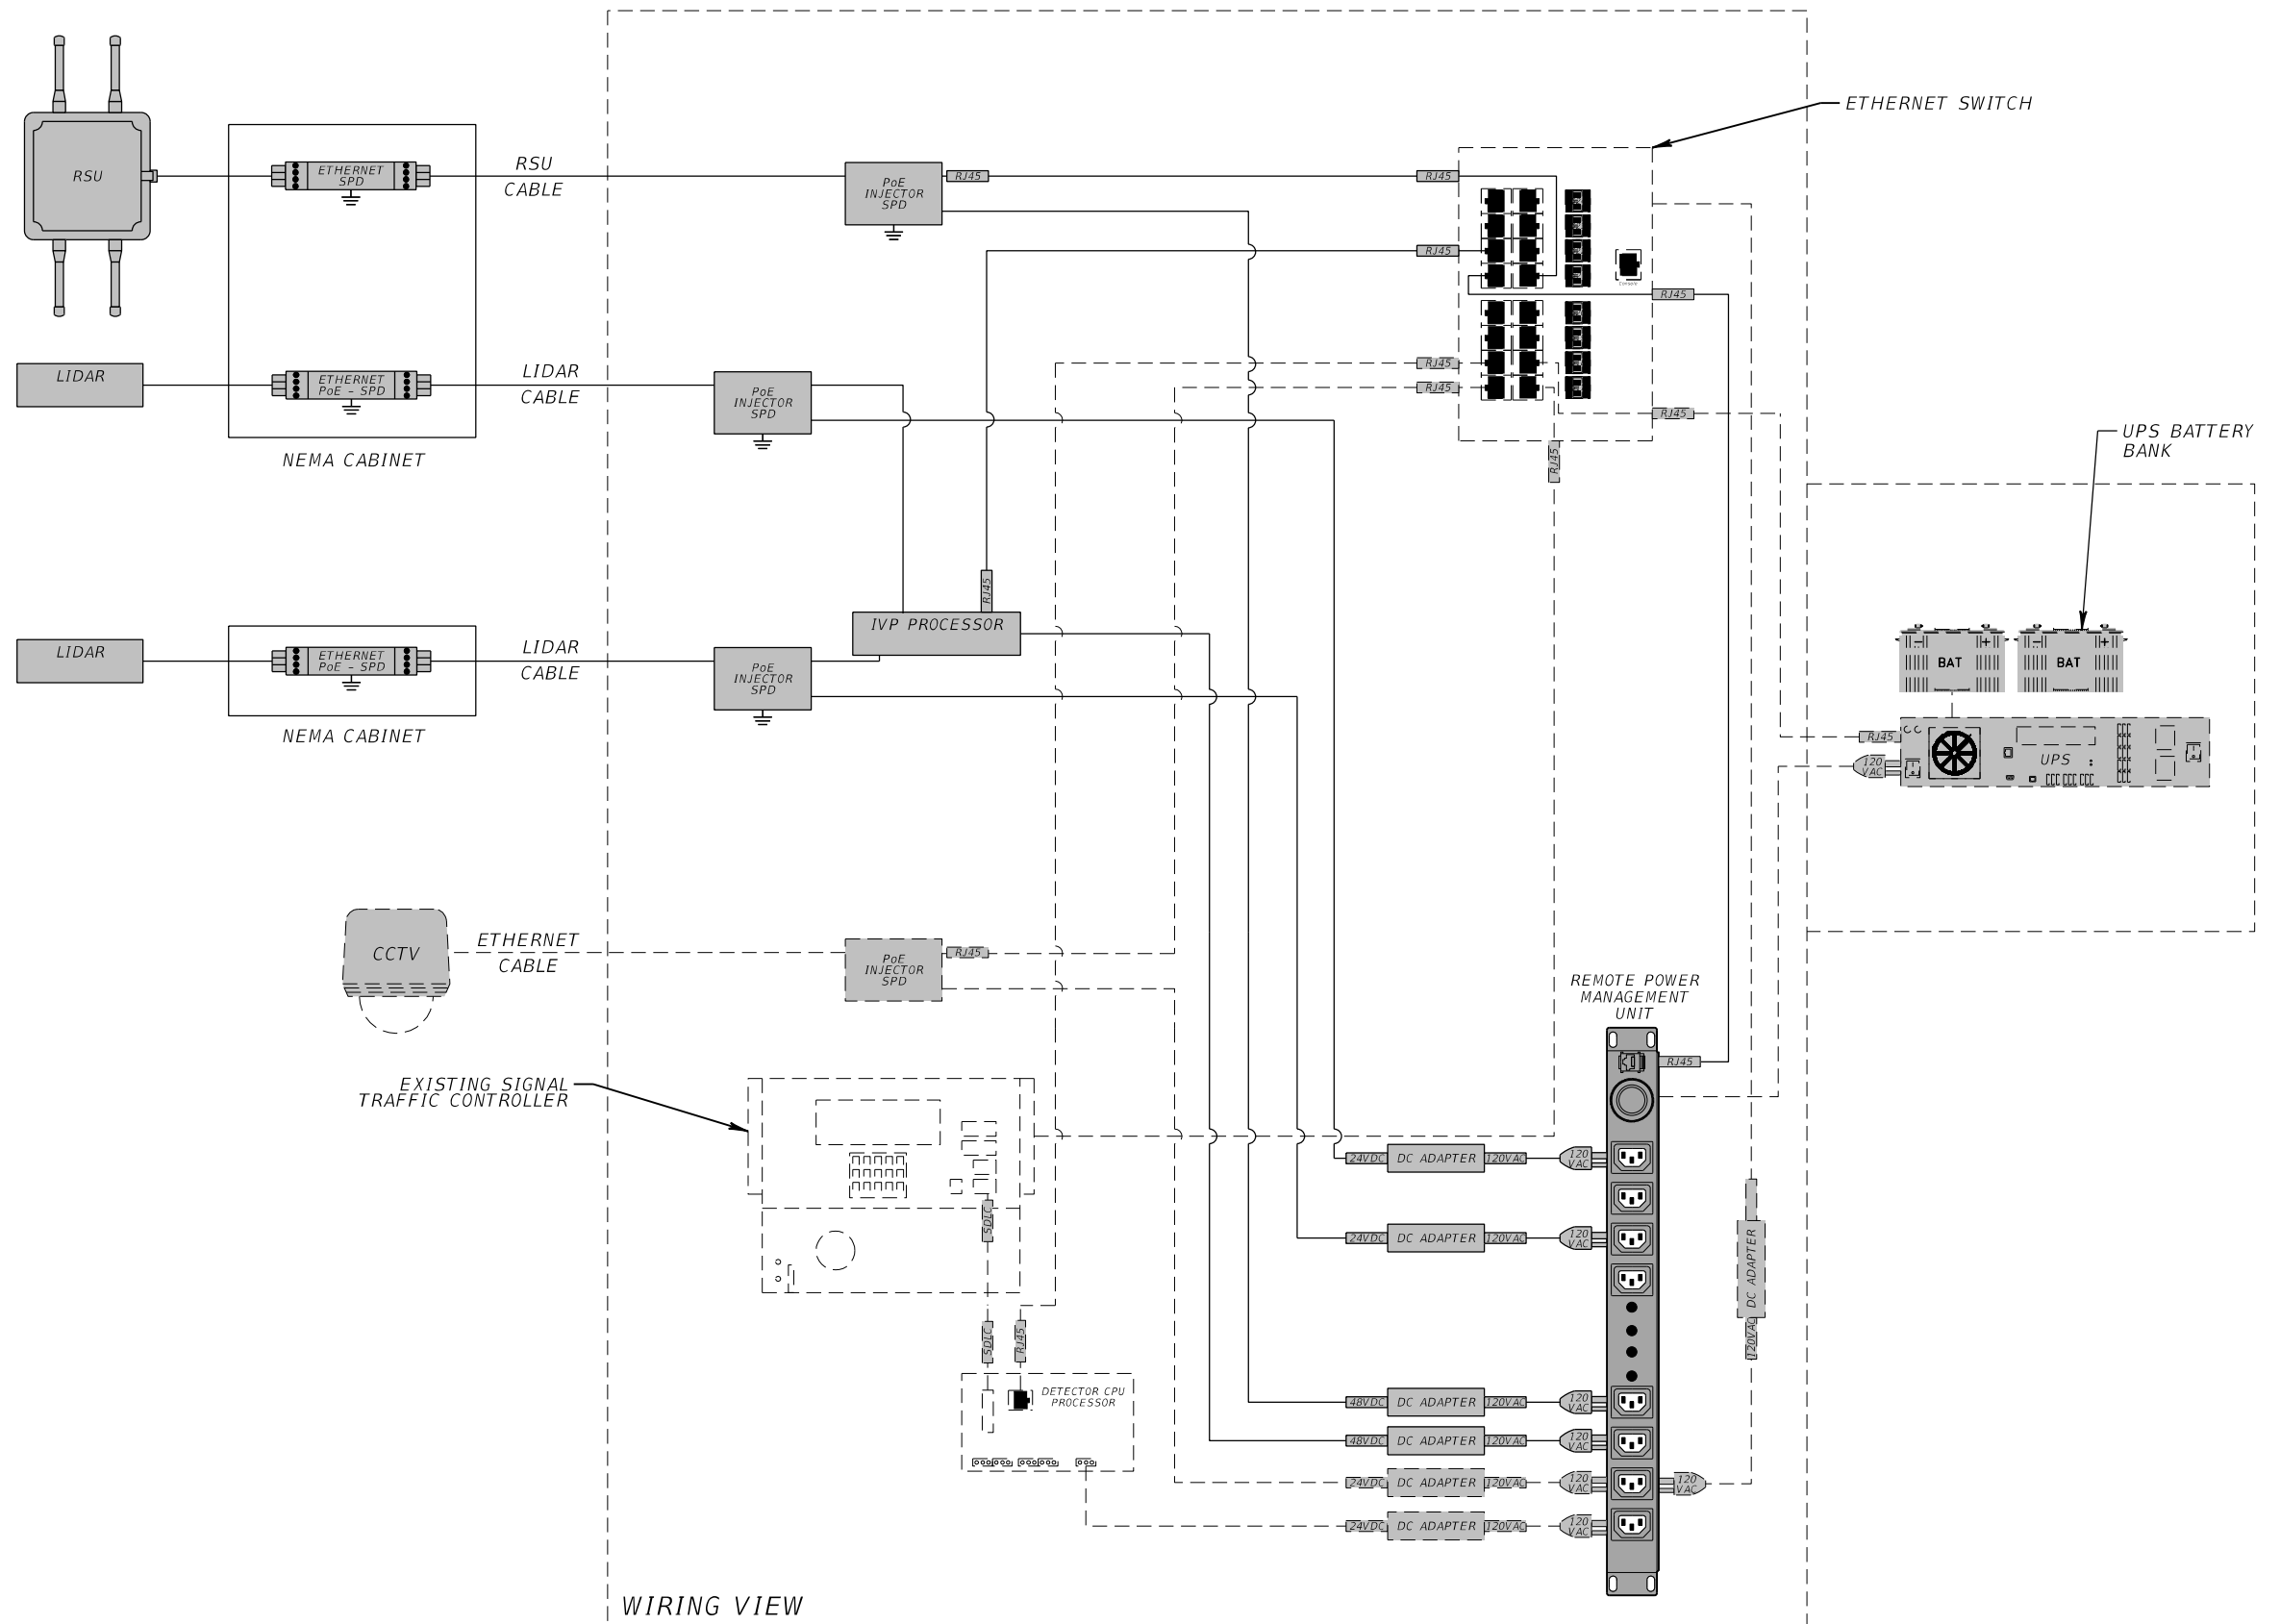 ETHERNET SWITCH
RSU
ETHERNET
SPD
RSU
CABLE
PoE
INJECTOR
SPD
RJ45
RJ45
RJ45
Console
RJ45
LIDAR
ETHERNET
PoE - SPD
LIDAR
CABLE
PoE
INJECTOR
SPD
RJ45
RJ45
RJ45
RJ45
NEMA CABINET
UPS BATTERY
BANK
RJ45
IVP PROCESSOR
LIDAR
ETHERNET
PoE - SPD
LIDAR
CABLE
PoE
INJECTOR
SPD
NEMA CABINET
- +
BAT
- +
BAT
RJ45
120
VAC
UPS
CCTV
ETHERNET
CABLE
PoE
INJECTOR
SPD
RJ45
REMOTE POWER
MANAGEMENT
UNIT
RJ45
EXISTING SIGNAL
TRAFFIC CONTROLLER
24VDC DC ADAPTER 120VAC
120
VAC
SDLC
24VDC DC ADAPTER 120VAC
120
VAC
DC ADAPTER
120VAC
SDLC
RJ45
DETECTOR CPU
PROCESSOR
48VDC DC ADAPTER 120VAC
120
VAC
48VDC DC ADAPTER 120VAC
120
VAC
24VDC DC ADAPTER 120VAC
120
VAC
120
VAC
24VDC DC ADAPTER 120VAC
120
VAC
WIRING VIEW